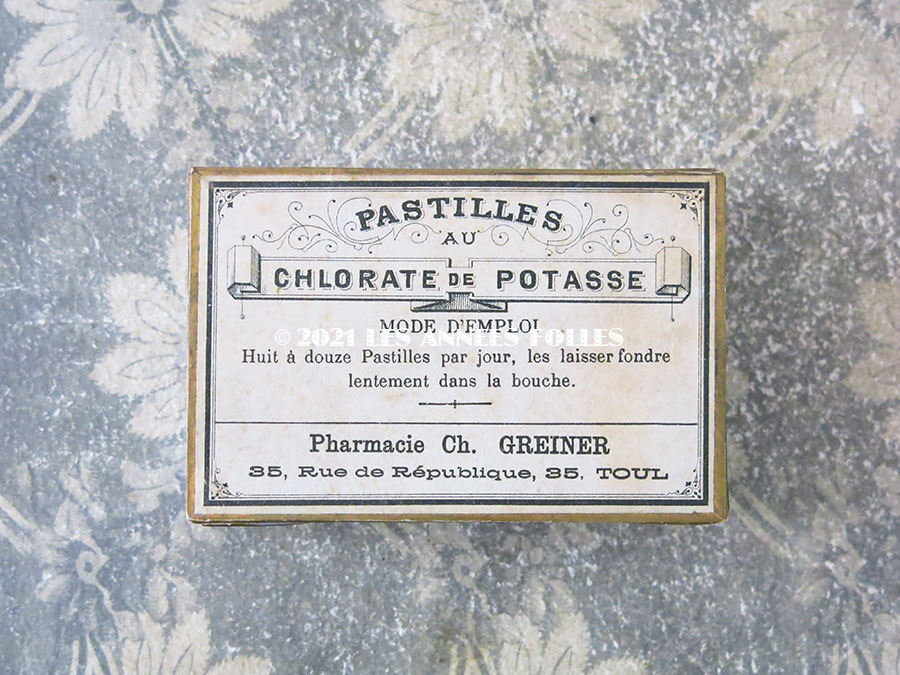 PASTILLES
AU
CHLORATE DE POTASSE
MODE D'EMPLOI
© 2021 LES ANNEES FOLLES
Huit à douze Pastilles par jour, les laisser fondre
lentement dans la bouche.
Pharmacie Ch. GREINER
35, Rue de République, 35, TOUL